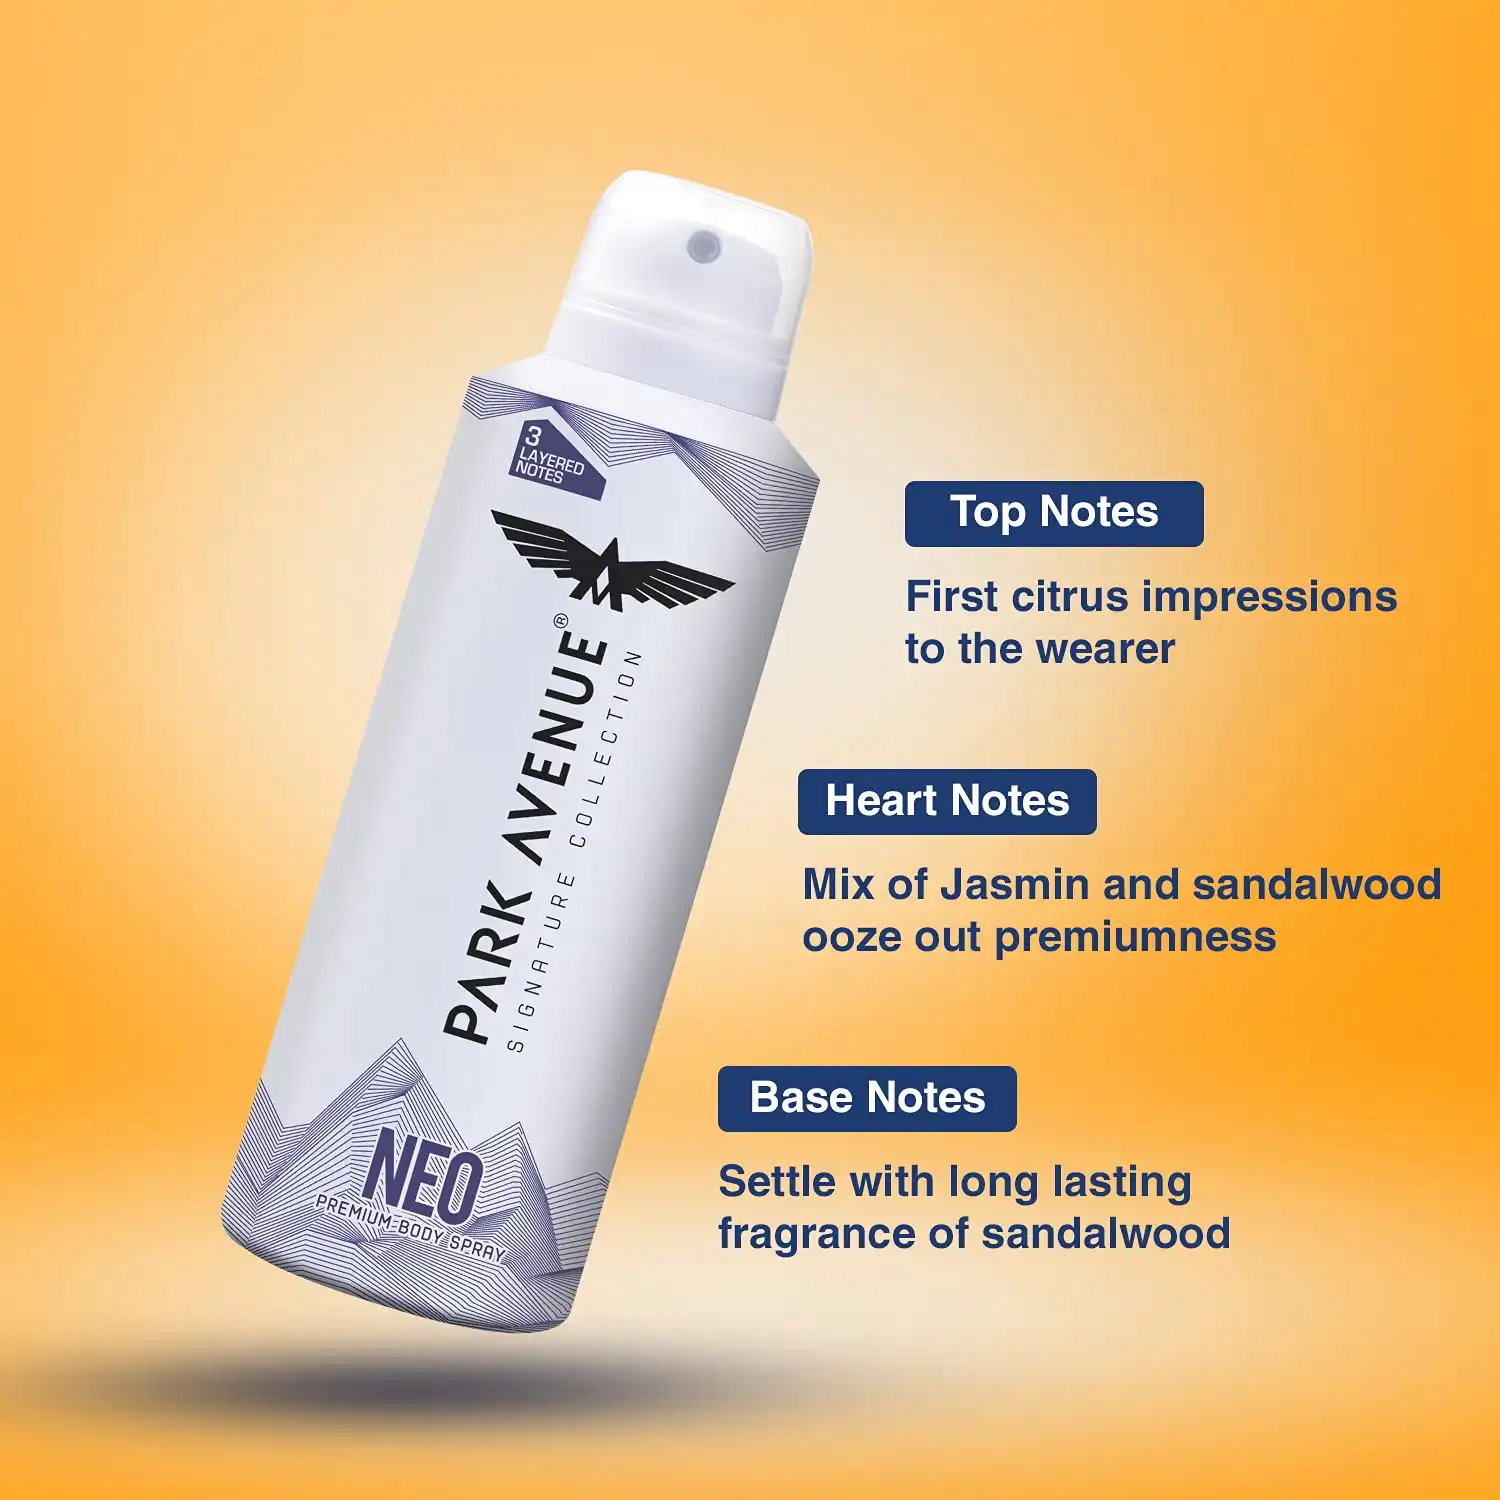 3
LAYERED
NOTES
PARK AVENUE®
SIGNATURE COLLECTION
NEO
PREMIUM BODY SPRAY
Top Notes
First citrus impressions
to the wearer
Heart Notes
Mix of Jasmin and sandalwood
ooze out premiumness
Base Notes
Settle with long lasting
fragrance of sandalwood